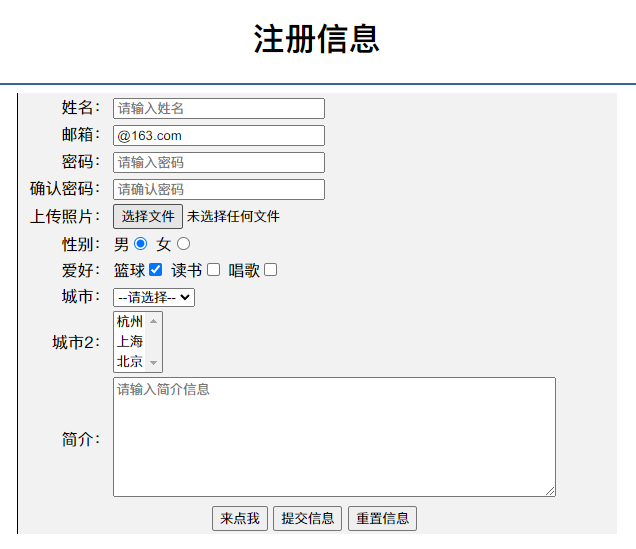 注册信息
姓名： 请输入姓名
邮箱： @163.com
密码： 请输入密码
确认密码： 请确认密码
上传照片： 选择文件 未选择任何文件
性别： 男 女
爱好： 篮球 读书 唱歌
城市： --请选择--
城市2： 杭州
上海
北京
简介： 请输入简介信息
来点我 提交信息 重置信息